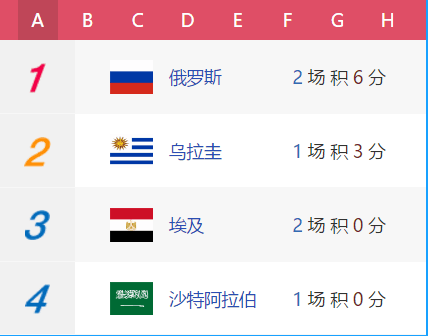 A B C D E F G H
1 俄罗斯 2 场 积 6 分
2 乌拉圭 1 场 积 3 分
3 埃及 2 场 积 0 分
4 沙特阿拉伯 1 场 积 0 分